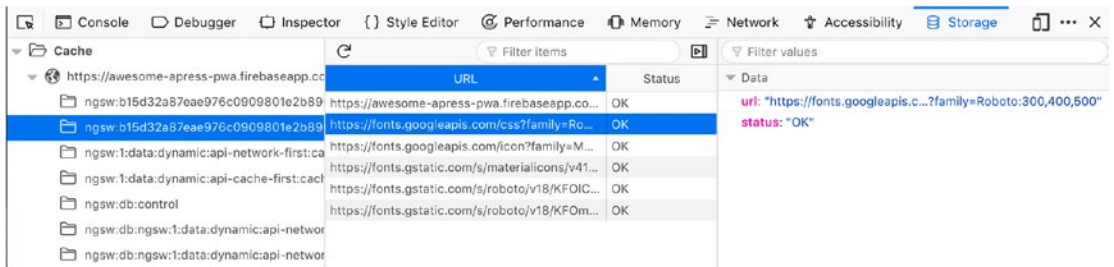 Console Debugger Inspector {} Style Editor Performance Memory Network Accessibility Storage
Cache
Filter items
Filter values
https://awesome-apress-pwa.firebaseapp.cc
URL
Status
Data
ngsw:b15d32a87eae976c0909801e2b89
https://awesome-apress-pwa.firebaseapp.co...
OK
url: "https://fonts.googleapis.c...?family=Roboto:300,400,500"
ngsw:b15d32a87eae976c0909801e2b89
https://fonts.googleapis.com/css?family=Ro...
OK
status: "OK"
ngsw:1:data:dynamic:api-network-first:ca
https://fonts.googleapis.com/icon?family=M...
OK
ngsw:1:data:dynamic:api-cache-first:cacl
https://fonts.gstatic.com/s/materialicons/v41...
OK
ngsw:db:control
https://fonts.gstatic.com/s/roboto/v18/KFOlC...
OK
ngsw:db:ngsw:1:data:dynamic:api-networ
https://fonts.gstatic.com/s/roboto/v18/KFOm...
OK
ngsw:db:ngsw:1:data:dynamic:api-networ